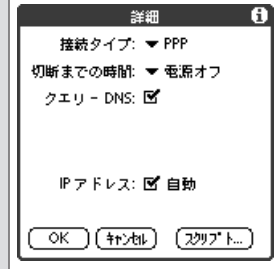 詳細
接続タイプ: PPP
切断までの時間: 電源オフ
クエリ - DNS:
IPアドレス: 自動
OK ｷｬﾝｾﾙ ｽｸﾘﾌﾟﾄ...